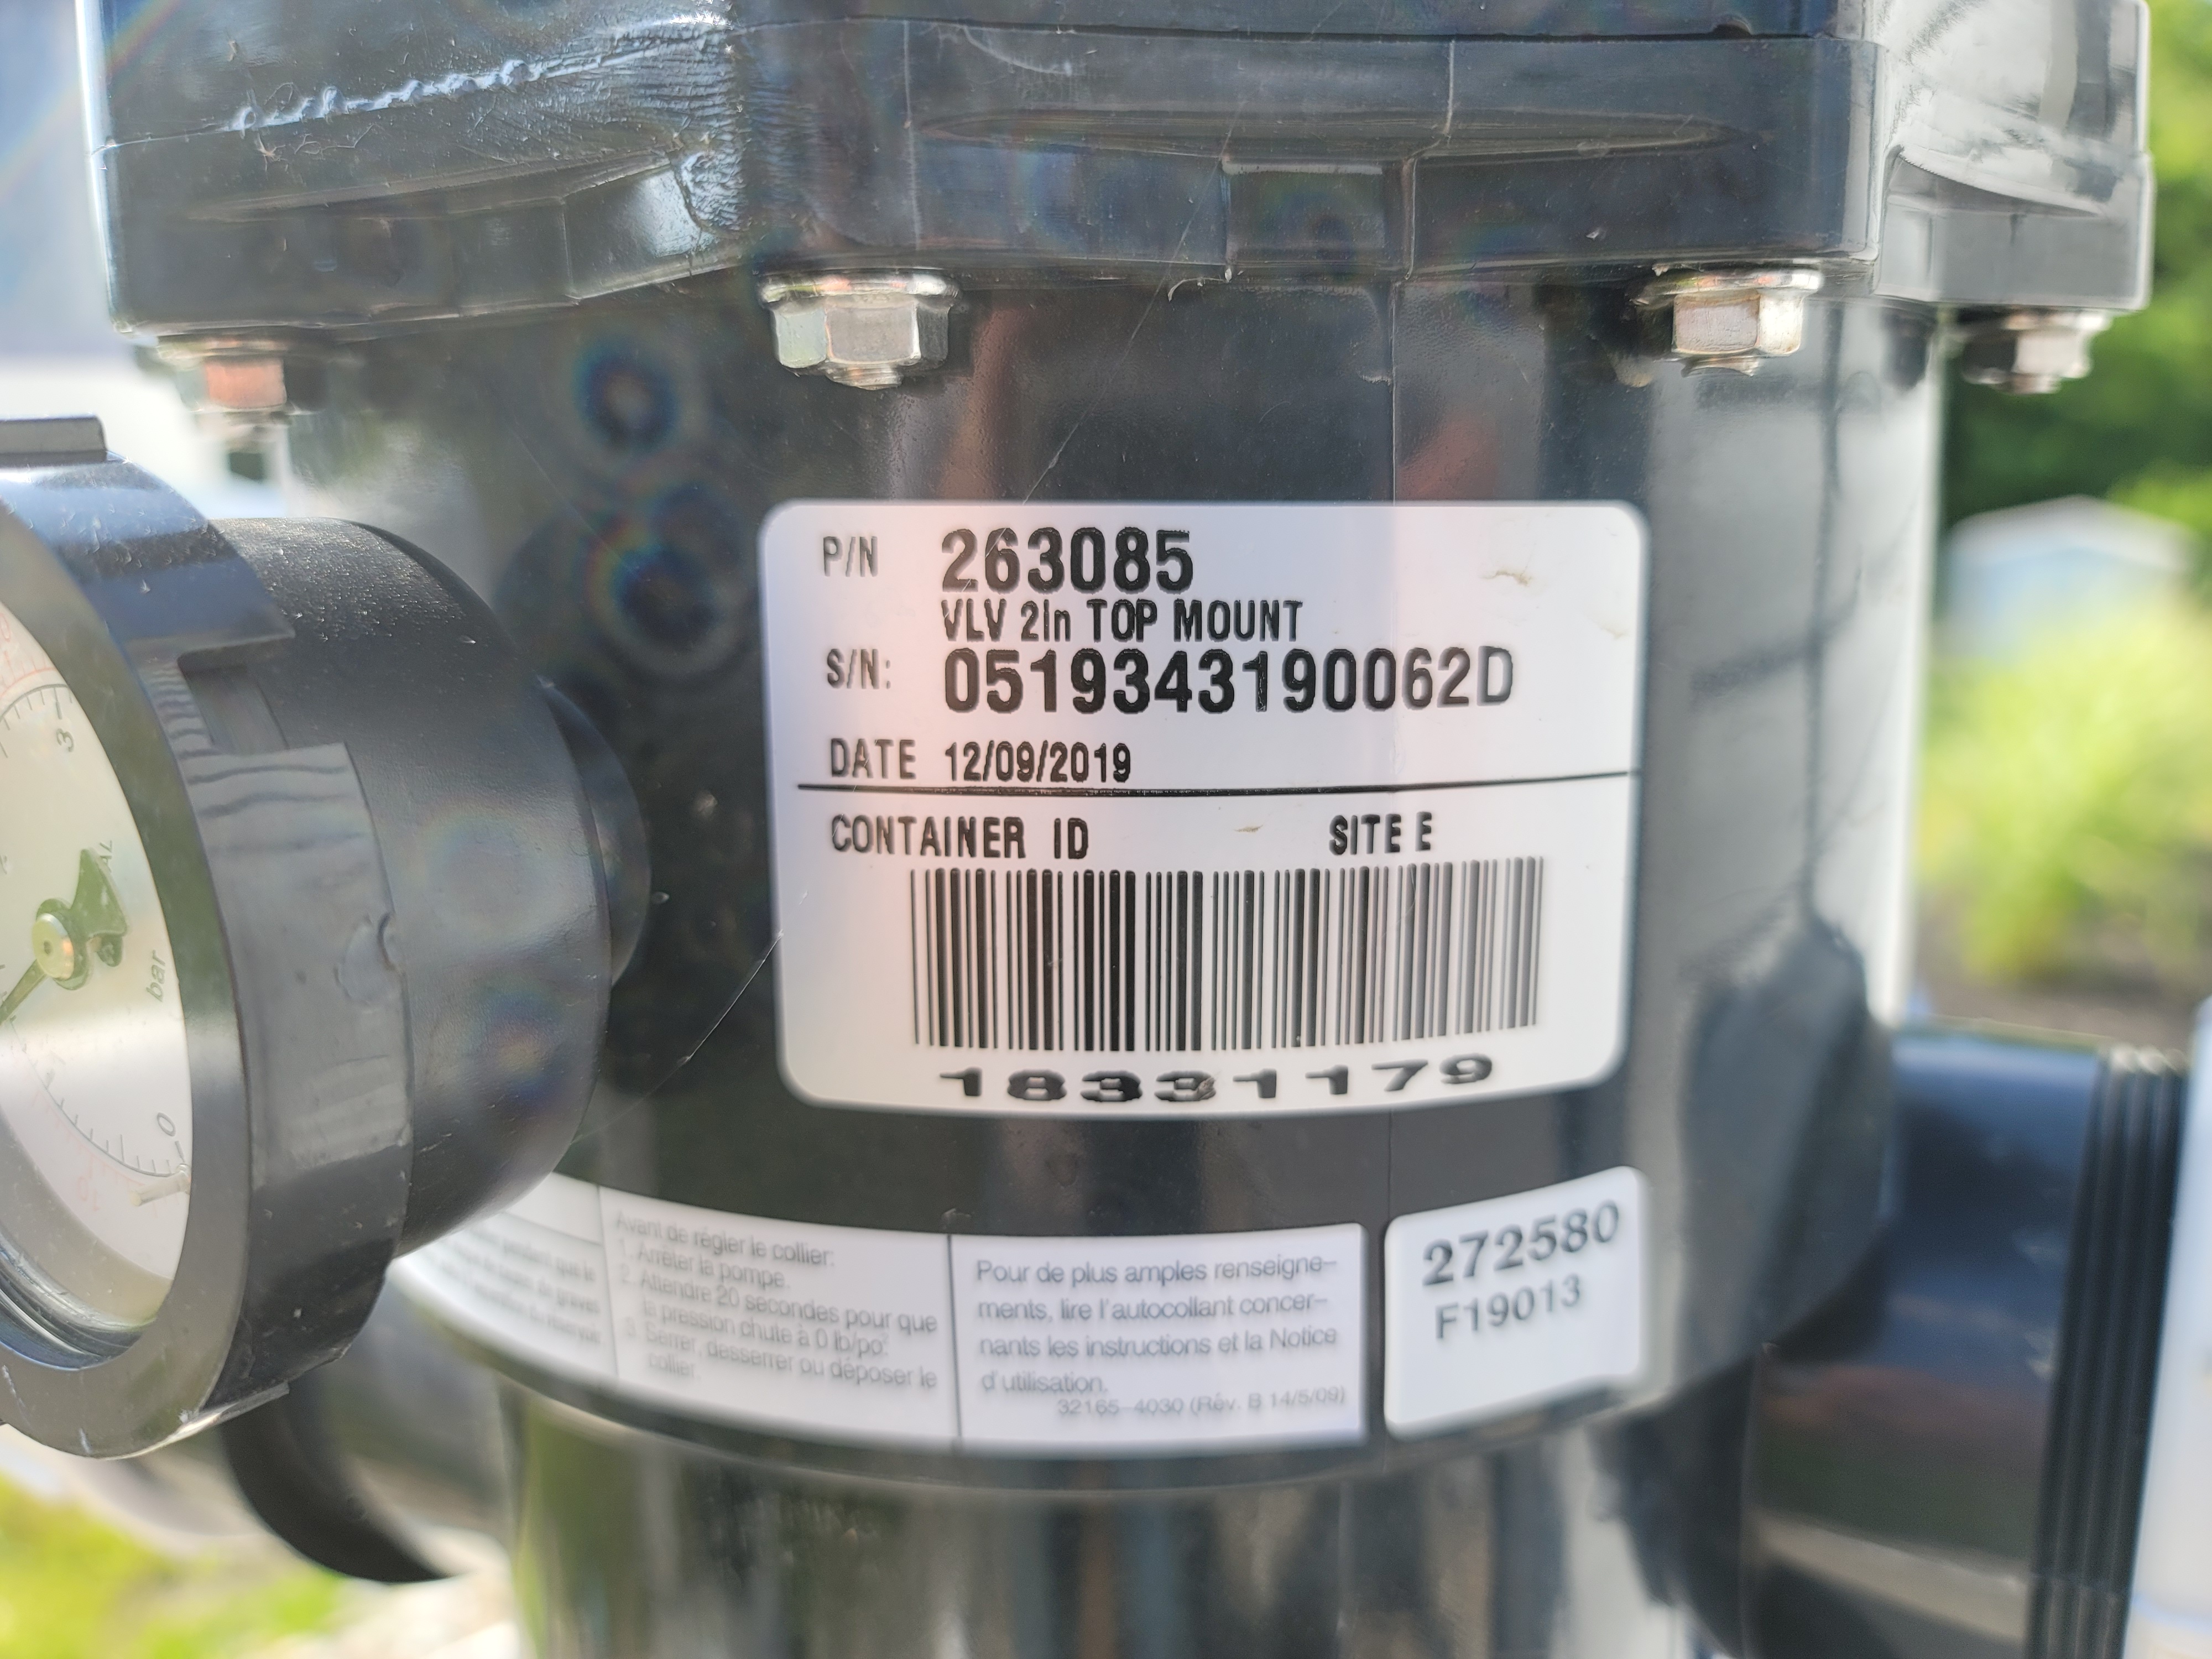 P/N 263085
VLV 2In TOP MOUNT
S/N: 0519343190062D
DATE 12/09/2019
CONTAINER ID SITE E
18331179
3
bar
0
Avant de régler le collier:
1. Arrêter la pompe.
2. Attendre 20 secondes pour que
la pression chute à 0 lb/po².
3. Serrer, desserrer ou déposer le
collier.
Pour de plus amples renseigne-
ments, lire l'autocollant concer-
nants les instructions et la Notice
d'utilisation.
32165-4030 (Rév. B 14/5/09)
272580
F19013